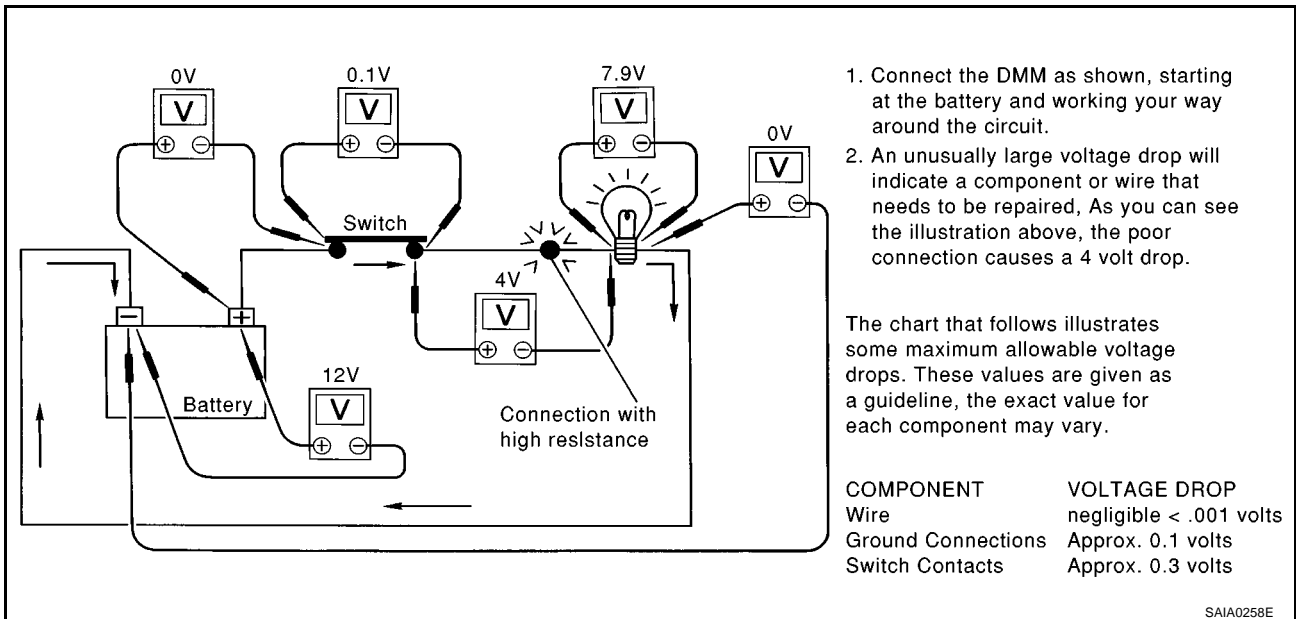 0V
0.1V
7.9V
0V
V
V
V
V
+ -
+ -
+ -
+ -
Switch
4V
V
+ -
- +
Battery
12V
V
+ -
Connection with
high resIstance
1. Connect the DMM as shown, starting
at the battery and working your way
around the circuit.
2. An unusually large voltage drop will
indicate a component or wire that
needs to be repaired, As you can see
the illustration above, the poor
connection causes a 4 volt drop.
The chart that follows illustrates
some maximum allowable voltage
drops. These values are given as
a guideline, the exact value for
each component may vary.
COMPONENT VOLTAGE DROP
Wire negligible < .001 volts
Ground Connections Approx. 0.1 volts
Switch Contacts Approx. 0.3 volts
SAIA0258E